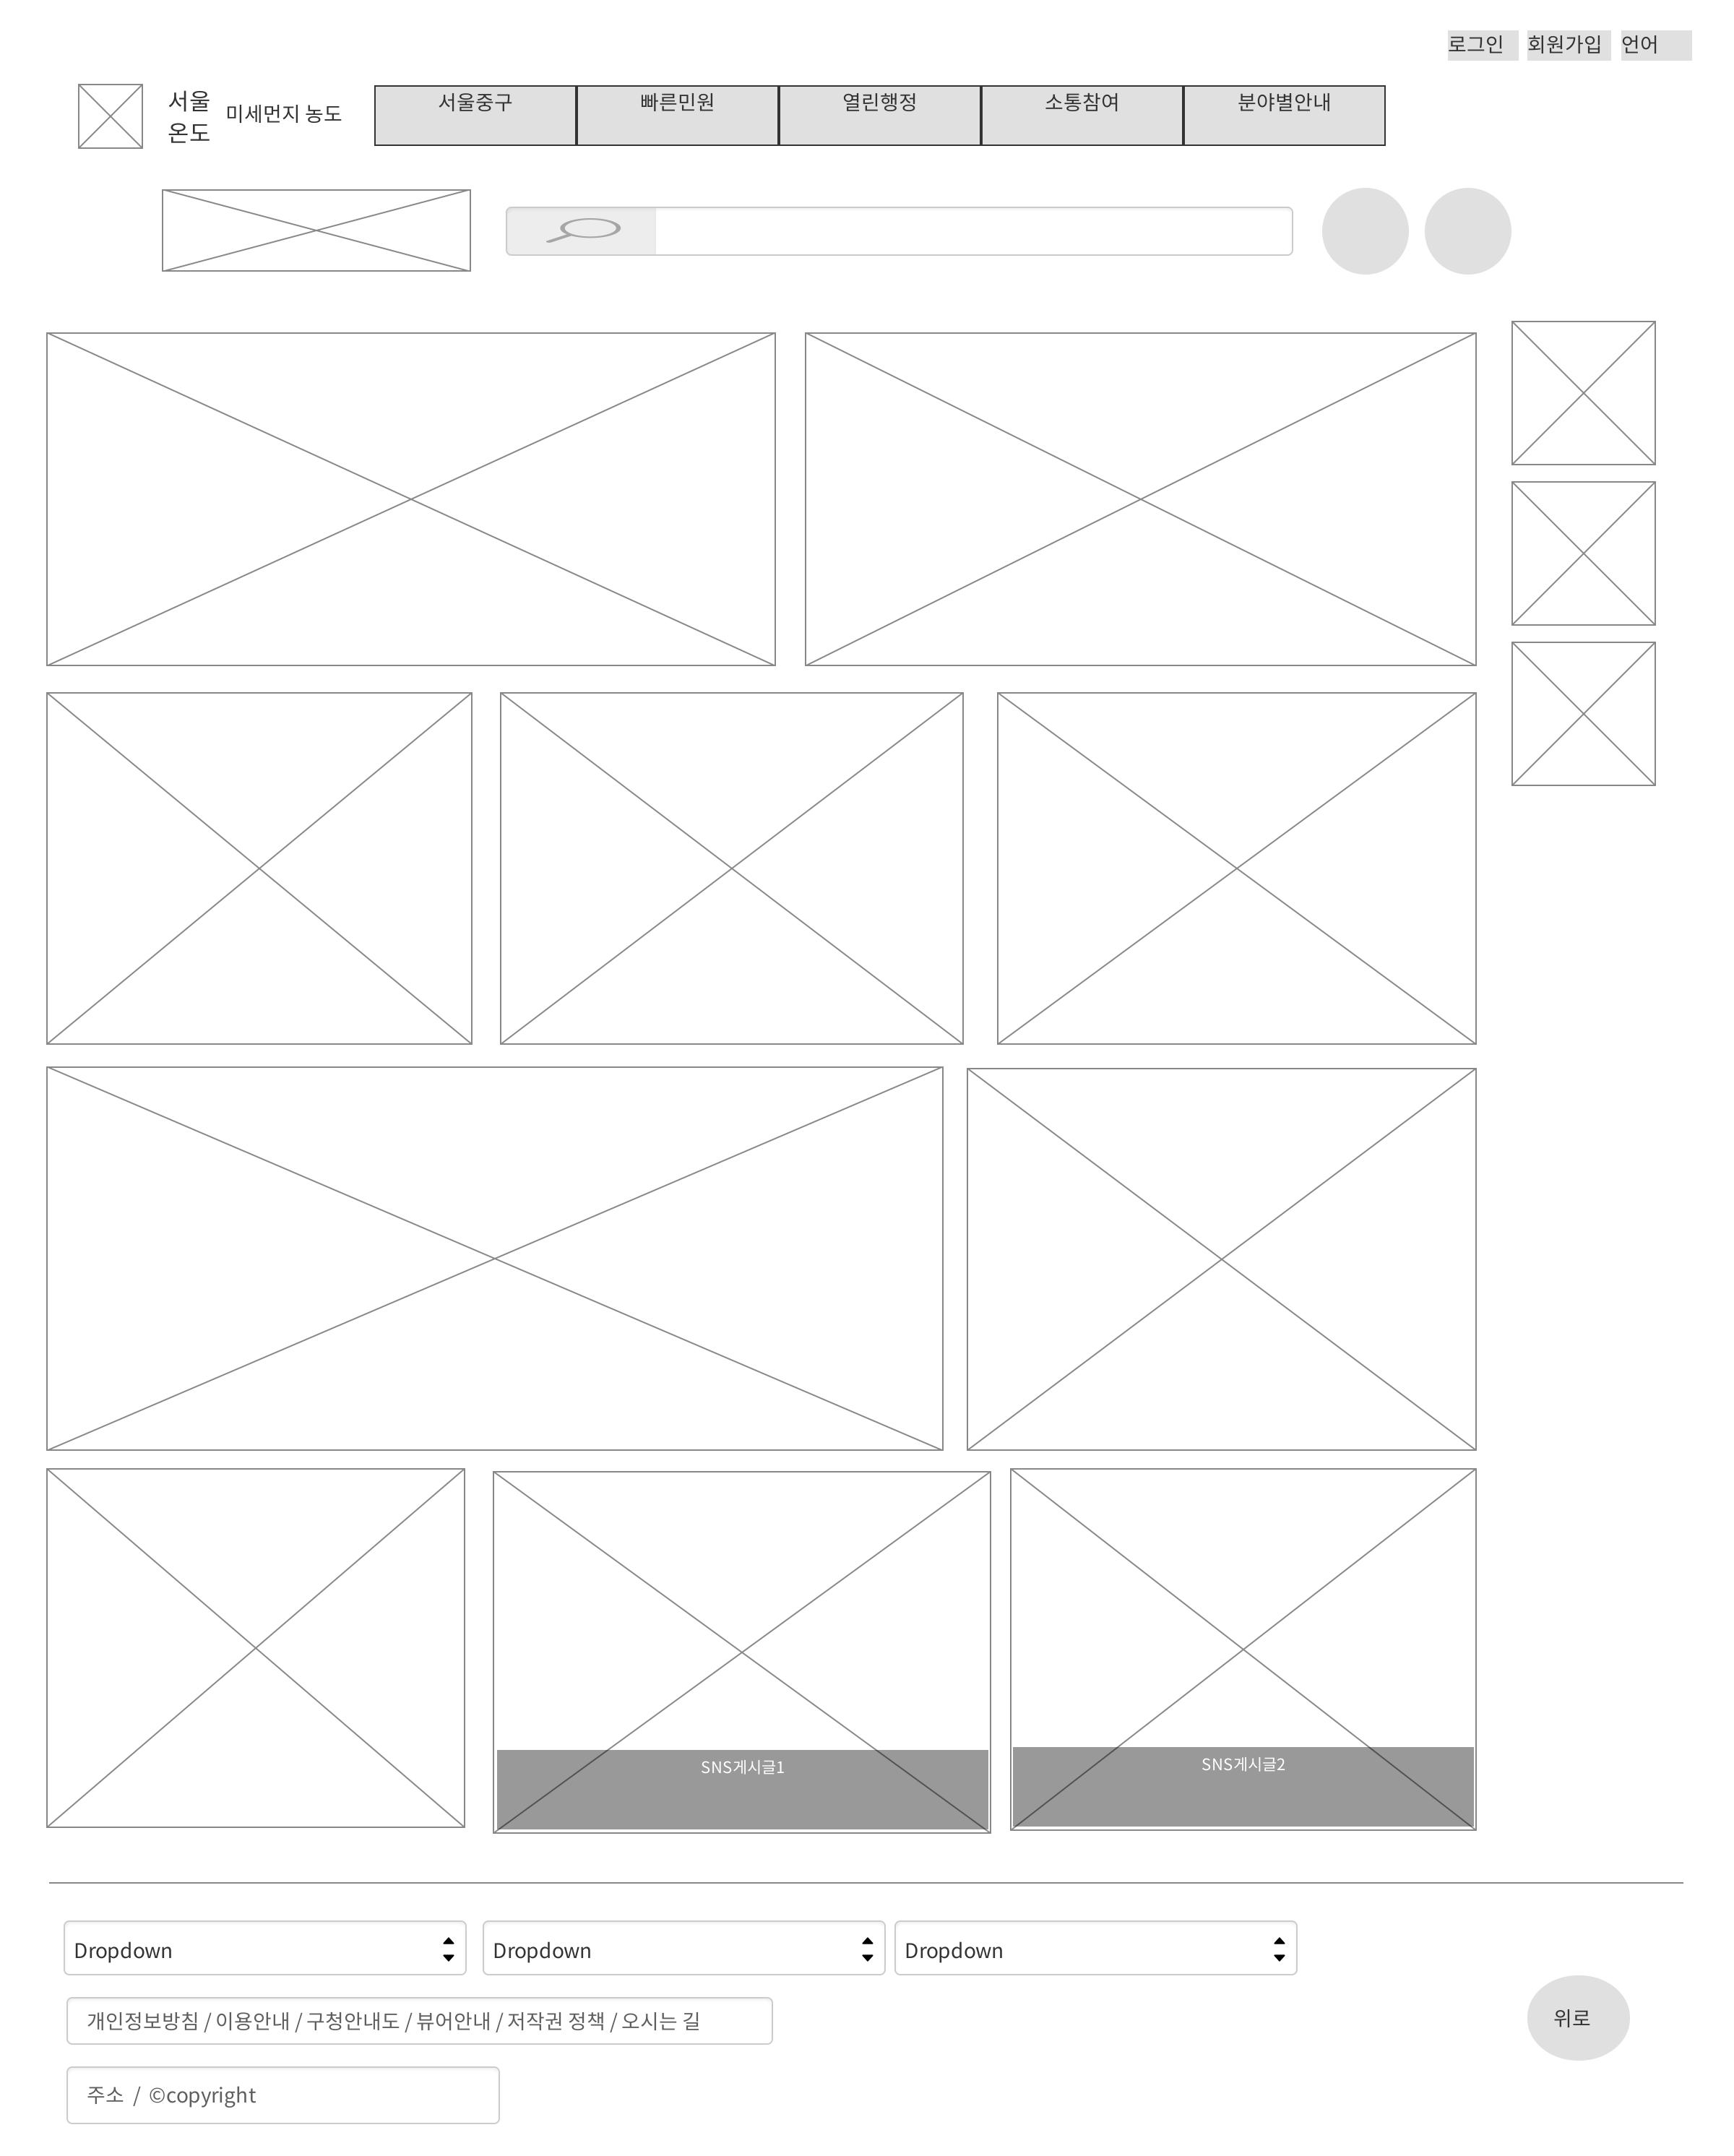 로그인 회원가입 언어
서울
온도
미세먼지 농도
서울중구 빠른민원 열린행정 소통참여 분야별안내
SNS게시글1
SNS게시글2
Dropdown Dropdown Dropdown
개인정보방침 / 이용안내 / 구청안내도 / 뷰어안내 / 저작권 정책 / 오시는 길
위로
주소 / ©copyright